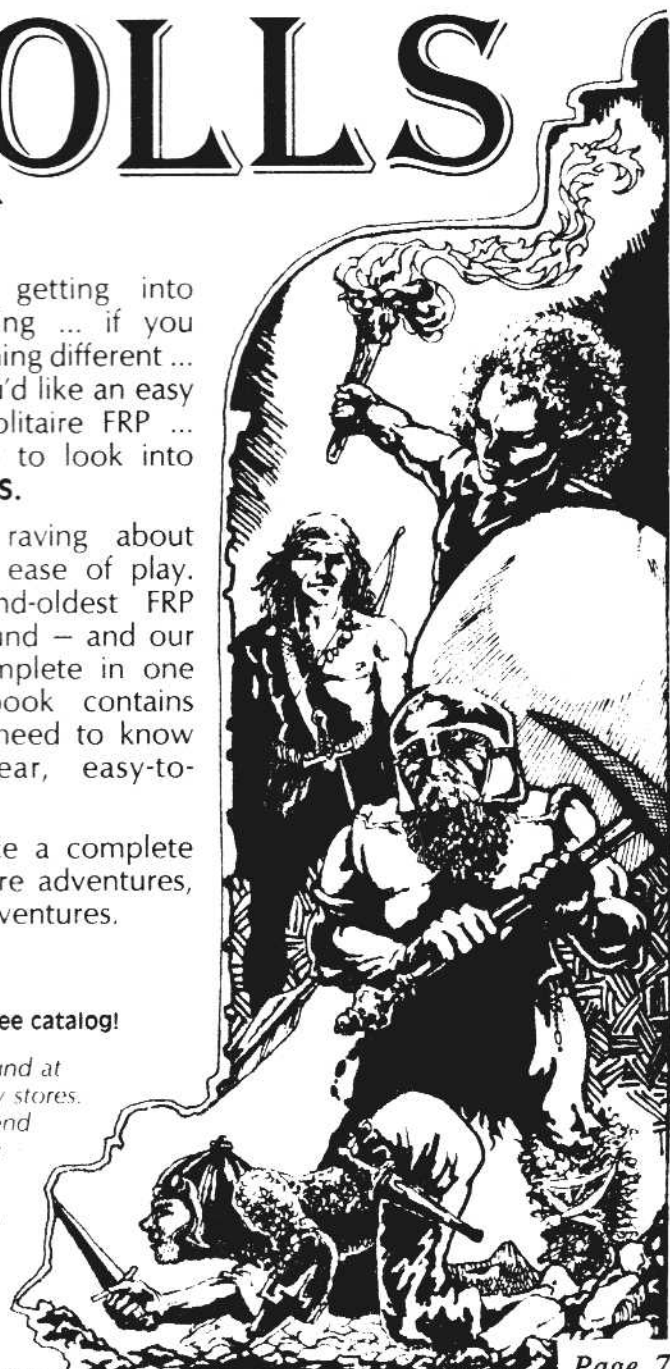 OLLS
getting into
ng ... if you
ning different ...
u'd like an easy
olitaire FRP ...
to look into
S.
raving about
ease of play.
nd-oldest FRP
und – and our
mplete in one
book contains
need to know
ear, easy-to-
te a complete
re adventures,
ventures.
ee catalog!
und at
y stores.
end
Page